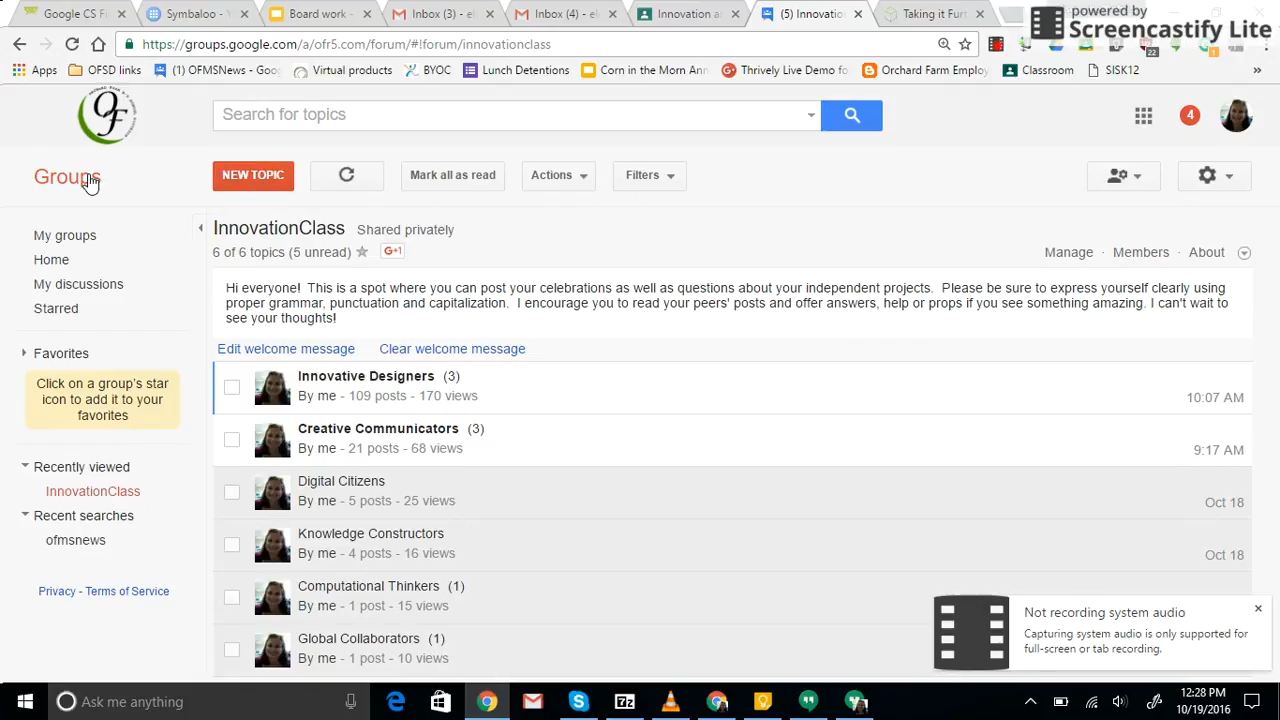 Google CS Fi
Symbaloo - Y
Board work
Inbox (3) - el
Inbox (4) - el
Innovation an
(5) Innovatio
Taking it Furt
powered by
Screencastify Lite
https://groups.google.com/a/ofr5.com/forum/#!forum/innovationclass
22
1
Apps
OFSD links
(1) OFMSNews - Goog
Virtual products
BYOC
Lunch Detentions
Corn in the Morn Ann
Thrively Live Demo fo
Orchard Farm Employ
Classroom
SISK12
»
OF
Search for topics
4
Groups
NEW TOPIC
Mark all as read
Actions
Filters
My groups
Home
My discussions
Starred
Favorites
Click on a group's star
icon to add it to your
favorites
Recently viewed
InnovationClass
Recent searches
ofmsnews
Privacy - Terms of Service
InnovationClass Shared privately
6 of 6 topics (5 unread) G+1
Manage · Members · About
Hi everyone! This is a spot where you can post your celebrations as well as questions about your independent projects. Please be sure to express yourself clearly using
proper grammar, punctuation and capitalization. I encourage you to read your peers' posts and offer answers, help or props if you see something amazing. I can't wait to
see your thoughts!
Edit welcome message Clear welcome message
Innovative Designers (3)
By me - 109 posts - 170 views
10:07 AM
Creative Communicators (3)
By me - 21 posts - 68 views
9:17 AM
Digital Citizens
By me - 5 posts - 25 views
Oct 18
Knowledge Constructors
By me - 4 posts - 16 views
Oct 18
Computational Thinkers (1)
By me - 1 post - 15 views
Global Collaborators (1)
By me - 1 post - 10 views
Not recording system audio
Capturing system audio is only supported for
full-screen or tab recording.
Ask me anything
7z
12:28 PM
10/19/2016